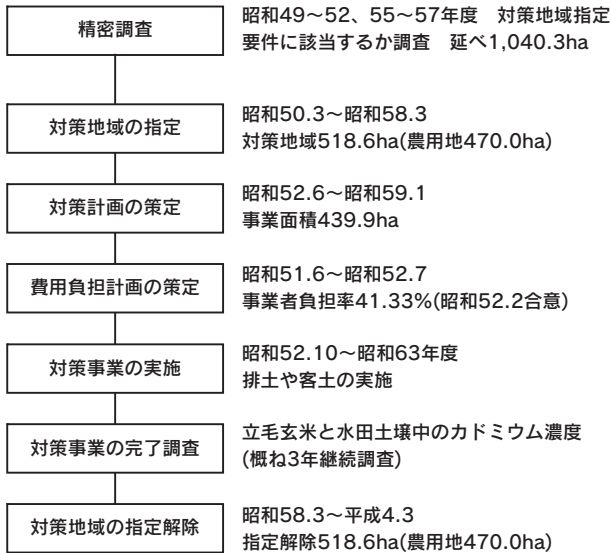 精密調査
昭和49～52、55～57年度　対策地域指定
要件に該当するか調査　延べ1,040.3ha
対策地域の指定
昭和50.3～昭和58.3
対策地域518.6ha(農用地470.0ha)
対策計画の策定
昭和52.6～昭和59.1
事業面積439.9ha
費用負担計画の策定
昭和51.6～昭和52.7
事業者負担率41.33%(昭和52.2合意)
対策事業の実施
昭和52.10～昭和63年度
排土や客土の実施
対策事業の完了調査
立毛玄米と水田土壌中のカドミウム濃度
(概ね3年継続調査)
対策地域の指定解除
昭和58.3～平成4.3
指定解除518.6ha(農用地470.0ha)